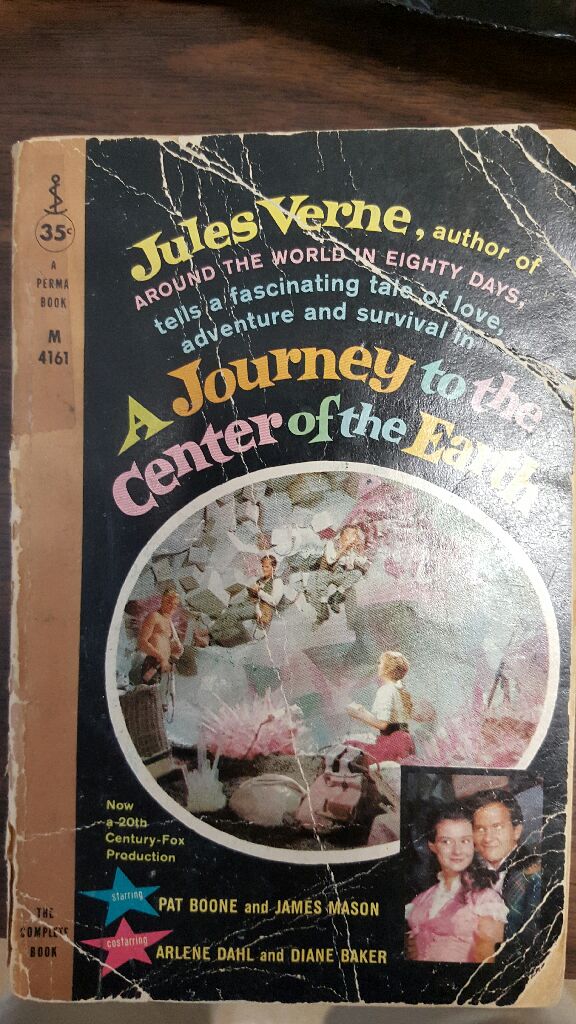 35¢
A
PERMA
BOOK
M
4161
Jules Verne, author of
AROUND THE WORLD IN EIGHTY DAYS,
tells a fascinating tale of love,
adventure and survival in
A Journey to the
Center of the Earth
Now
a 20th
Century-Fox
Production
starring
PAT BOONE and JAMES MASON
costarring
ARLENE DAHL and DIANE BAKER
THE
COMPLETE
BOOK